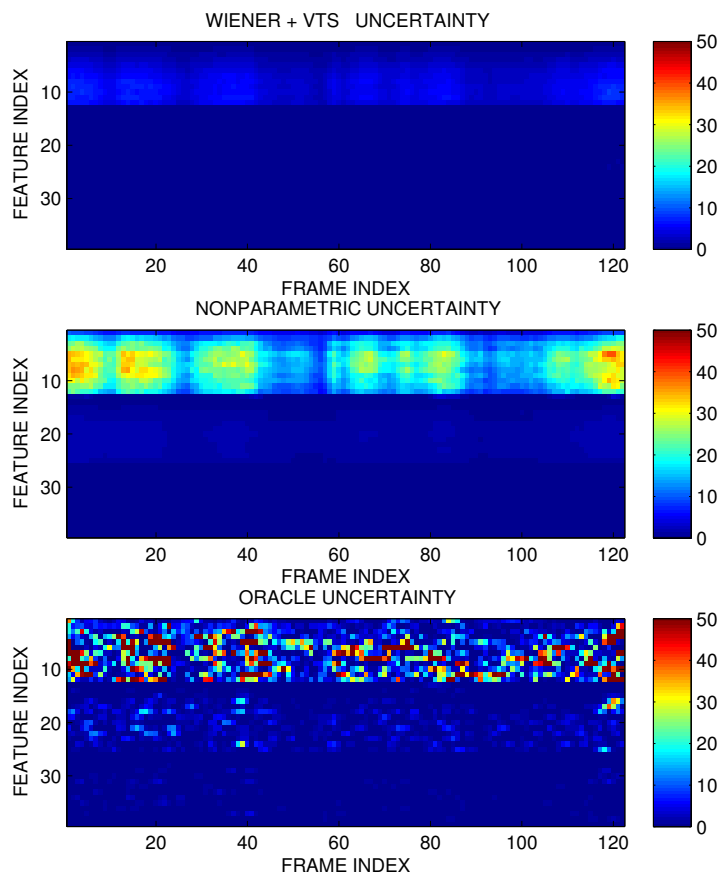 WIENER + VTS UNCERTAINTY
FEATURE INDEX
10
20
30
20 40 60 80 100 120
FRAME INDEX
50
40
30
20
10
0
NONPARAMETRIC UNCERTAINTY
FEATURE INDEX
10
20
30
20 40 60 80 100 120
FRAME INDEX
50
40
30
20
10
0
ORACLE UNCERTAINTY
FEATURE INDEX
10
20
30
20 40 60 80 100 120
FRAME INDEX
50
40
30
20
10
0